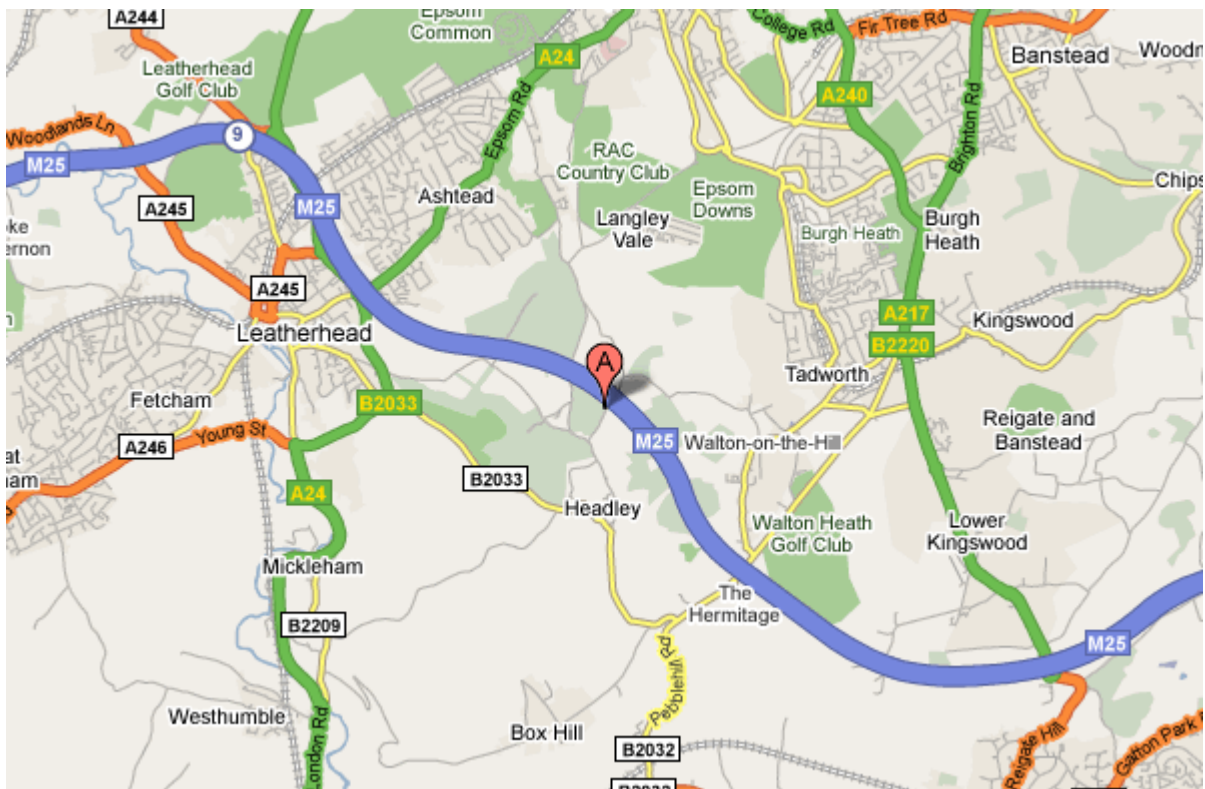 A244
Epsom
Common
College Rd
Fir Tree Rd
Banstead
Leatherhead
Golf Club
A24
A240
Woodlands Ln
9
M25
Epsom Rd
RAC
Country Club
Brighton Rd
A245
M25
Ashtead
Epsom
Downs
Langley
Vale
Burgh Heath
Burgh
Heath
A245
Leatherhead
A217
Kingswood
B2220
A
Tadworth
Fetcham
B2033
Reigate and
Banstead
A246
Young St
M25
Walton-on-the-Hill
B2033
A24
Headley
Walton Heath
Golf Club
Lower
Kingswood
Mickleham
The
Hermitage
B2209
M25
Pebblehill Rd
Westhumble
London Rd
Box Hill
B2032
Reigate Hill
Gatton Park